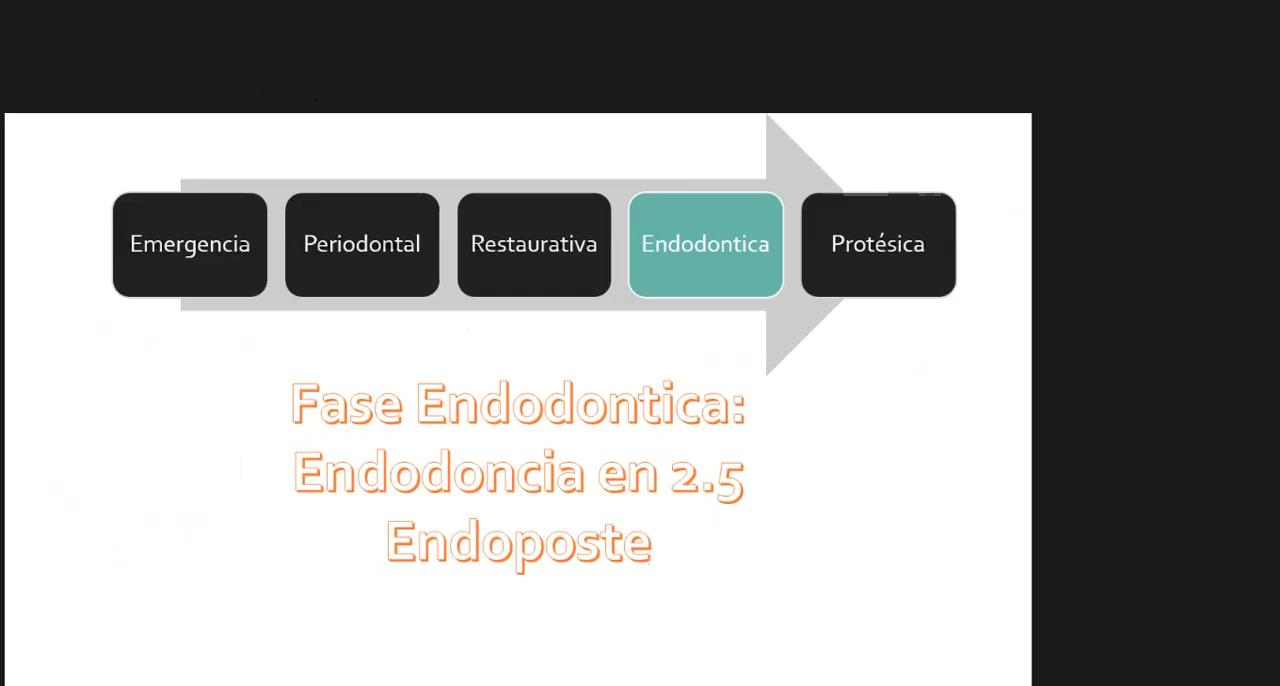 Emergencia Periodontal Restaurativa Endodontica Protésica
Fase Endodontica:
Endodoncia en 2.5
Endoposte